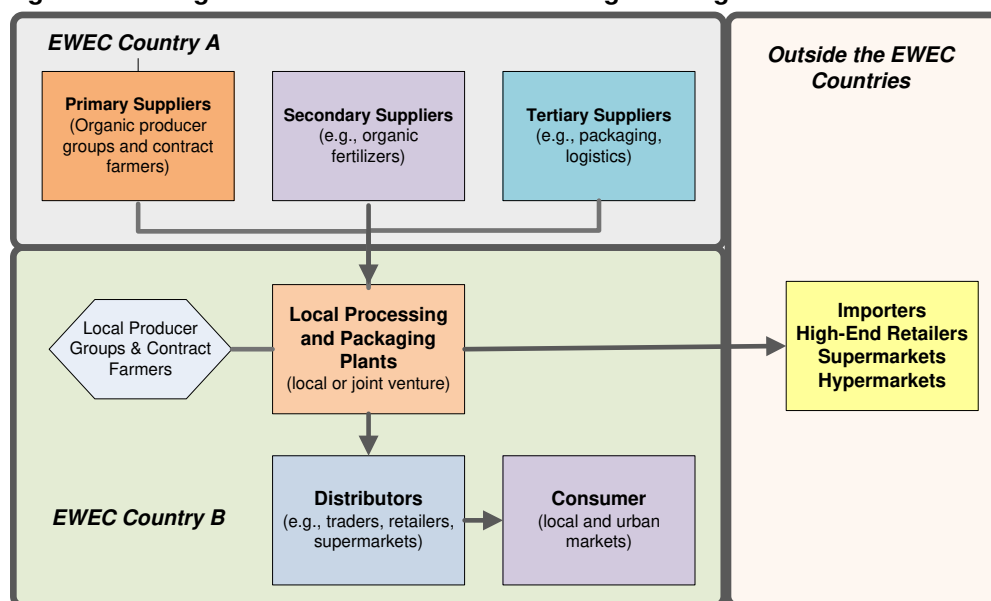 EWEC Country A
Outside the EWEC
Countries
Primary Suppliers
(Organic producer
groups and contract
farmers)
Secondary Suppliers
(e.g., organic
fertilizers)
Tertiary Suppliers
(e.g., packaging,
logistics)
Local Producer
Groups & Contract
Farmers
Local Processing
and Packaging
Plants
(local or joint venture)
Importers
High-End Retailers
Supermarkets
Hypermarkets
EWEC Country B
Distributors
(e.g., traders, retailers,
supermarkets)
Consumer
(local and urban
markets)